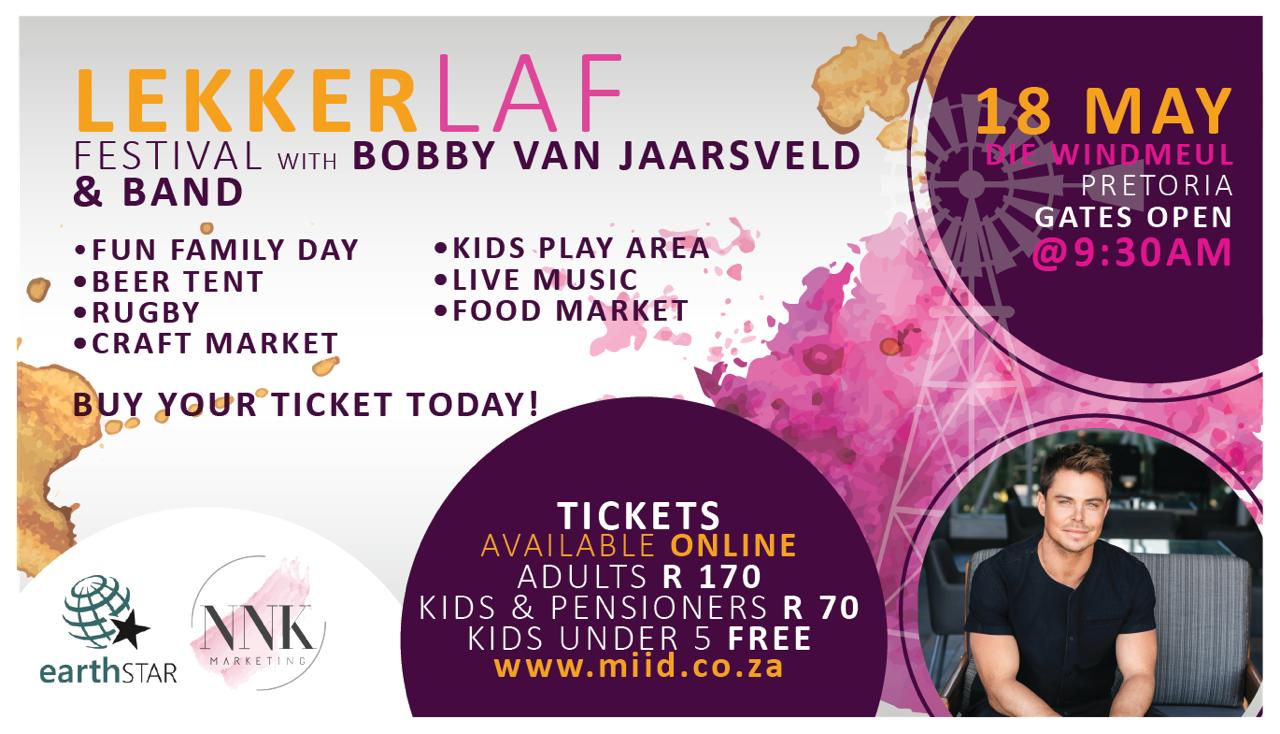 LEKKERLAF
FESTIVAL WITH BOBBY VAN JAARSVELD
& BAND
•FUN FAMILY DAY
•BEER TENT
•RUGBY
•CRAFT MARKET
•KIDS PLAY AREA
•LIVE MUSIC
•FOOD MARKET
BUY YOUR TICKET TODAY!
18 MAY
DIE WINDMEUL
PRETORIA
GATES OPEN
@9:30AM
TICKETS
AVAILABLE ONLINE
ADULTS R 170
KIDS & PENSIONERS R 70
KIDS UNDER 5 FREE
www.miid.co.za
earthSTAR
NNK
MARKETING